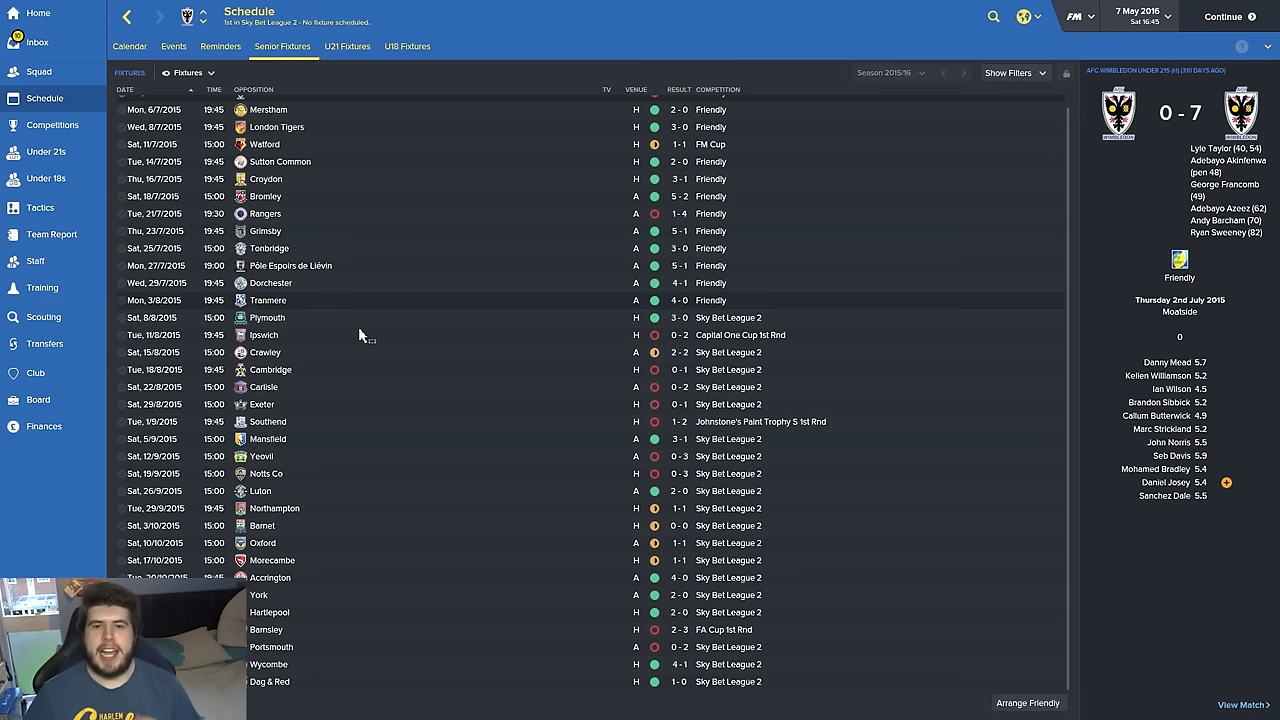 Home
Schedule
1st in Sky Bet League 2 - No fixture scheduled.
FM
7 May 2016
Sat 16:45
Continue
10
Inbox
Squad
Schedule
Competitions
Under 21s
Under 18s
Tactics
Team Report
Staff
Training
Scouting
Transfers
Club
Board
Finances
Calendar Events Reminders Senior Fixtures U21 Fixtures U18 Fixtures
FIXTURES Fixtures Season 2015/16 Show Filters
DATE TIME OPPOSITION TV VENUE RESULT COMPETITION
Mon, 6/7/2015 19:45 Merstham H 2 - 0 Friendly
Wed, 8/7/2015 19:45 London Tigers H 3 - 0 Friendly
Sat, 11/7/2015 15:00 Watford H 1 - 1 FM Cup
Tue, 14/7/2015 19:45 Sutton Common H 2 - 0 Friendly
Thu, 16/7/2015 19:45 Croydon H 3 - 1 Friendly
Sat, 18/7/2015 15:00 Bromley A 5 - 2 Friendly
Tue, 21/7/2015 19:30 Rangers A 1 - 4 Friendly
Thu, 23/7/2015 19:45 Grimsby A 5 - 1 Friendly
Sat, 25/7/2015 15:00 Tonbridge A 3 - 0 Friendly
Mon, 27/7/2015 19:00 Pôle Espoirs de Liévin A 5 - 1 Friendly
Wed, 29/7/2015 19:45 Dorchester A 4 - 1 Friendly
Mon, 3/8/2015 19:45 Tranmere A 4 - 0 Friendly
Sat, 8/8/2015 15:00 Plymouth H 3 - 0 Sky Bet League 2
Tue, 11/8/2015 19:45 Ipswich H 0 - 2 Capital One Cup 1st Rnd
Sat, 15/8/2015 15:00 Crawley A 2 - 2 Sky Bet League 2
Tue, 18/8/2015 19:45 Cambridge H 0 - 1 Sky Bet League 2
Sat, 22/8/2015 15:00 Carlisle A 0 - 2 Sky Bet League 2
Sat, 29/8/2015 15:00 Exeter H 0 - 1 Sky Bet League 2
Tue, 1/9/2015 19:45 Southend H 1 - 2 Johnstone's Paint Trophy S 1st Rnd
Sat, 5/9/2015 15:00 Mansfield A 3 - 1 Sky Bet League 2
Sat, 12/9/2015 15:00 Yeovil A 0 - 3 Sky Bet League 2
Sat, 19/9/2015 15:00 Notts Co H 0 - 3 Sky Bet League 2
Sat, 26/9/2015 15:00 Luton A 2 - 0 Sky Bet League 2
Tue, 29/9/2015 19:45 Northampton H 1 - 1 Sky Bet League 2
Sat, 3/10/2015 15:00 Barnet H 0 - 0 Sky Bet League 2
Sat, 10/10/2015 15:00 Oxford A 1 - 1 Sky Bet League 2
Sat, 17/10/2015 15:00 Morecambe H 1 - 1 Sky Bet League 2
Tue, 20/10/2015 19:45 Accrington A 4 - 0 Sky Bet League 2
York A 2 - 0 Sky Bet League 2
Hartlepool H 2 - 0 Sky Bet League 2
Barnsley H 2 - 3 FA Cup 1st Rnd
Portsmouth A 0 - 2 Sky Bet League 2
Wycombe H 4 - 1 Sky Bet League 2
Dag & Red H 1 - 0 Sky Bet League 2
Arrange Friendly
AFC WIMBLEDON UNDER 21S (H) (310 DAYS AGO)
0 - 7
Lyle Taylor (40, 54)
Adebayo Akinfenwa
(pen 48)
George Francomb
(49)
Adebayo Azeez (62)
Andy Barcham (70)
Ryan Sweeney (82)
Friendly
Thursday 2nd July 2015
Moatside
0
Danny Mead 5.7
Kellen Williamson 5.2
Ian Wilson 4.5
Brandon Sibbick 5.2
Callum Butterwick 4.9
Marc Strickland 5.2
John Norris 5.5
Seb Davis 5.9
Mohamed Bradley 5.4
Daniel Josey 5.4
Sanchez Dale 5.5
View Match